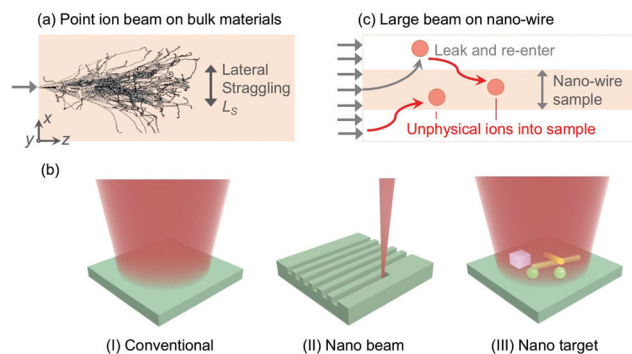 (a) Point ion beam on bulk materials
Lateral
Straggling
Ls
x
y
z
(c) Large beam on nano-wire
Leak and re-enter
Nano-wire
sample
Unphysical ions into sample
(b)
(I) Conventional
(II) Nano beam
(III) Nano target